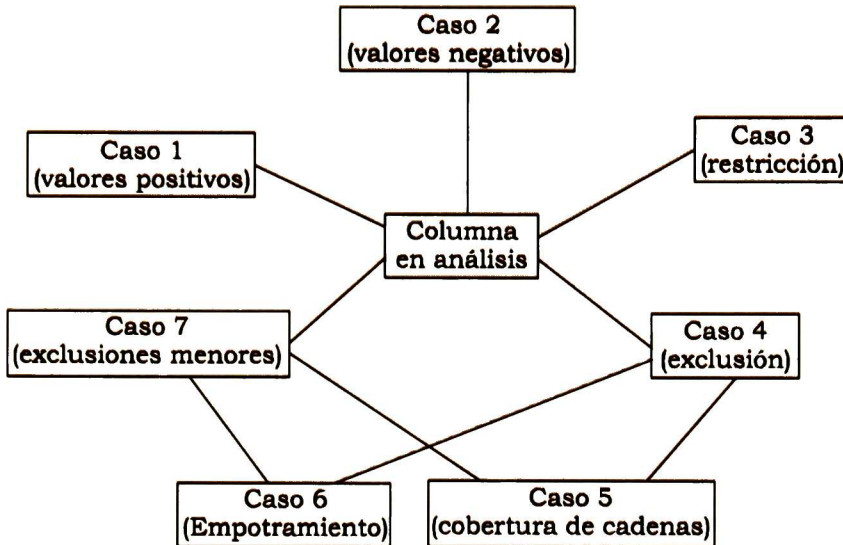 Caso 2
(valores negativos)
Caso 1
(valores positivos)
Caso 3
(restricción)
Columna
en análisis
Caso 7
(exclusiones menores)
Caso 4
(exclusión)
Caso 6
(Empotramiento)
Caso 5
(cobertura de cadenas)